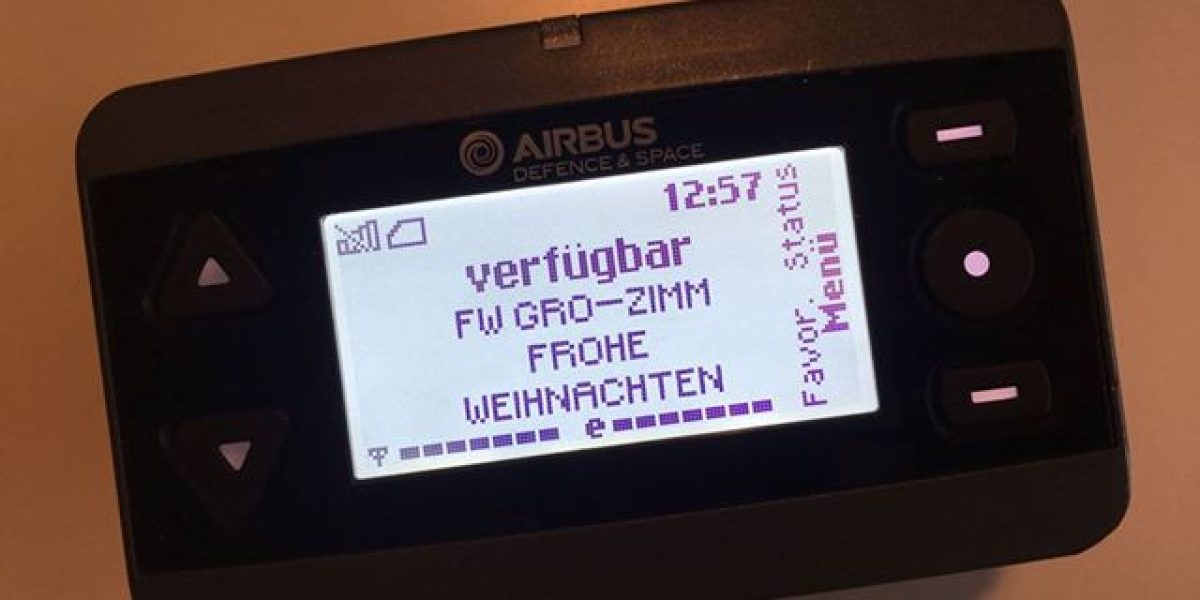 AIRBUS
DEFENCE & SPACE
12:57
verfügbar
FW GRO-ZIMM
FROHE
WEIHNACHTEN
e
Favor. Status
Menü